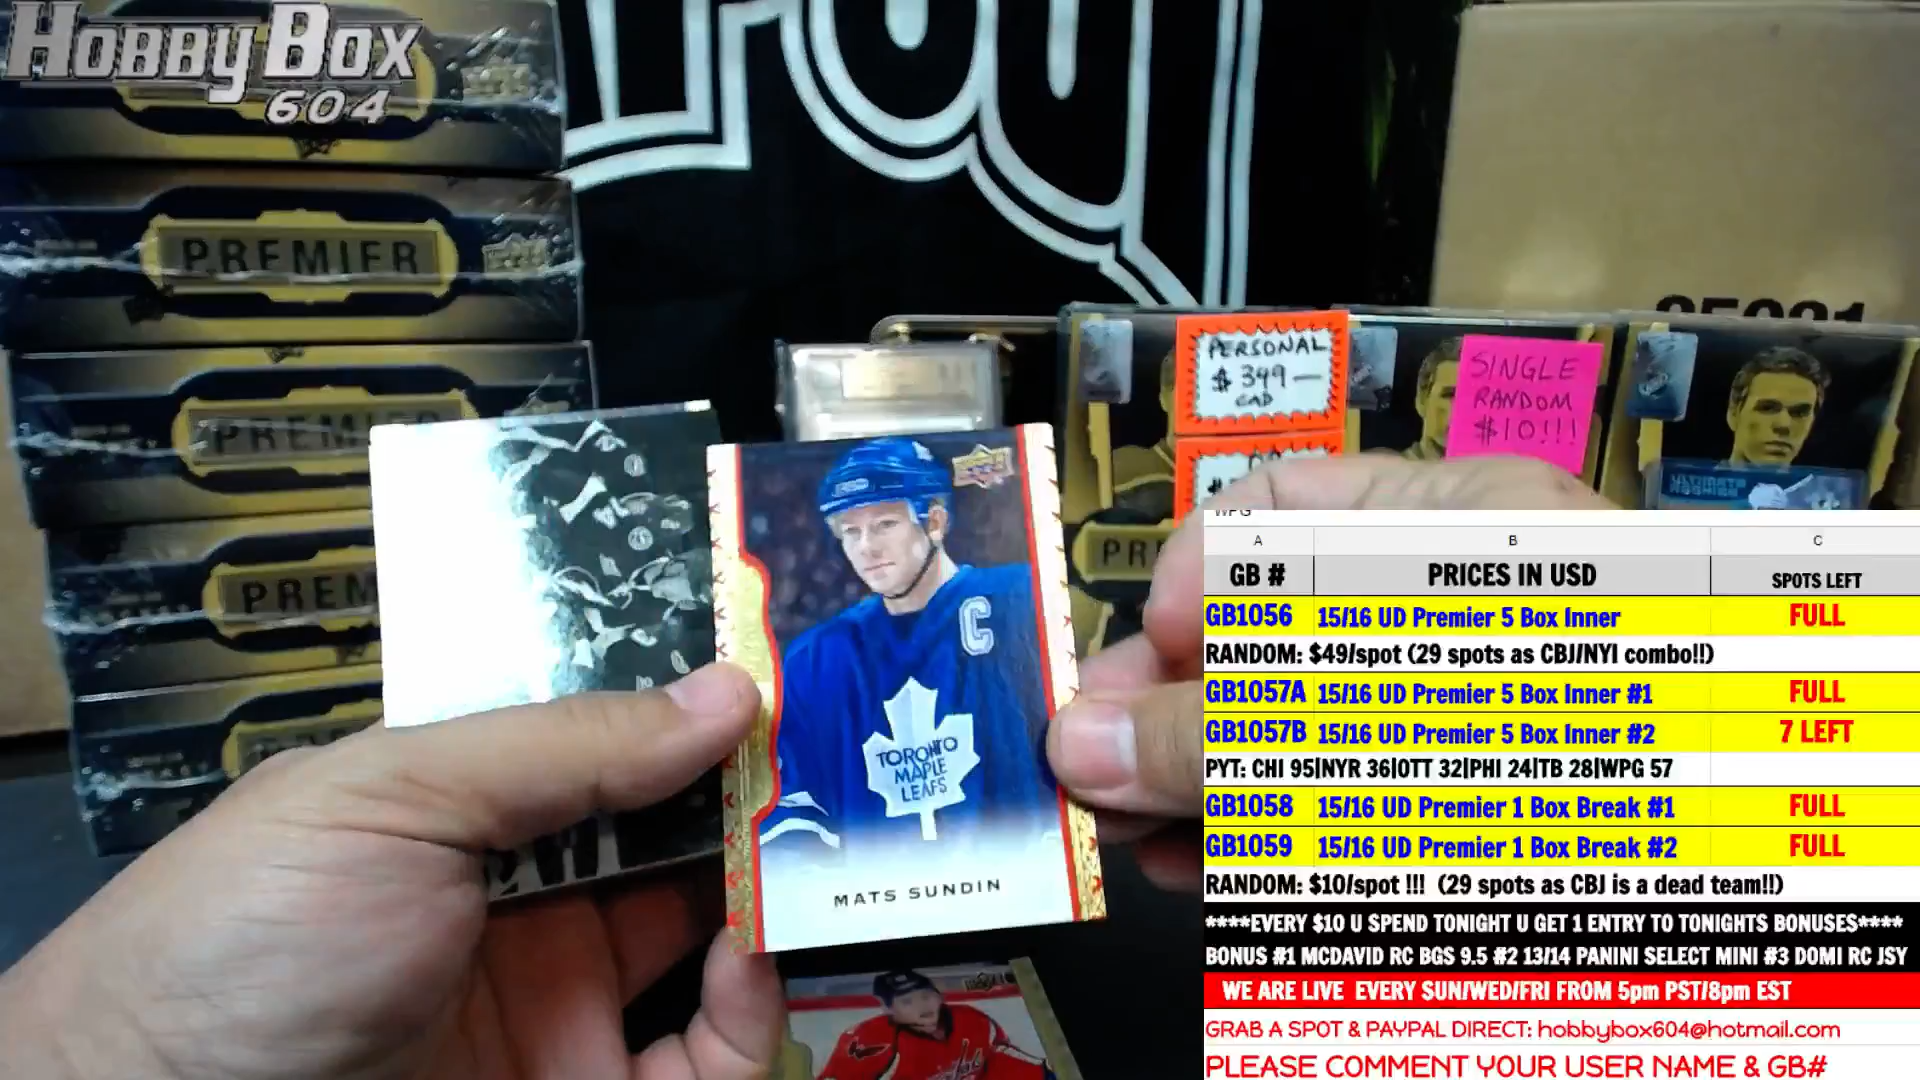 HOBBY BOX
604
PREMIER
PREM
PREM
PERSONAL
$349—
CAD
SINGLE
RANDOM
$10!!!
PR
TORONTO
MAPLE
LEAFS
C
MATS SUNDIN
WPG
A B C
GB # PRICES IN USD SPOTS LEFT
GB1056 15/16 UD Premier 5 Box Inner FULL
RANDOM: $49/spot (29 spots as CBJ/NYI combo!!)
GB1057A 15/16 UD Premier 5 Box Inner #1 FULL
GB1057B 15/16 UD Premier 5 Box Inner #2 7 LEFT
PYT: CHI 95|NYR 36|OTT 32|PHI 24|TB 28|WPG 57
GB1058 15/16 UD Premier 1 Box Break #1 FULL
GB1059 15/16 UD Premier 1 Box Break #2 FULL
RANDOM: $10/spot !!! (29 spots as CBJ is a dead team!!)
****EVERY $10 U SPEND TONIGHT U GET 1 ENTRY TO TONIGHTS BONUSES****
BONUS #1 MCDAVID RC BGS 9.5 #2 13/14 PANINI SELECT MINI #3 DOMI RC JSY
WE ARE LIVE EVERY SUN/WED/FRI FROM 5pm PST/8pm EST
GRAB A SPOT & PAYPAL DIRECT: hobbybox604@hotmail.com
PLEASE COMMENT YOUR USER NAME & GB#